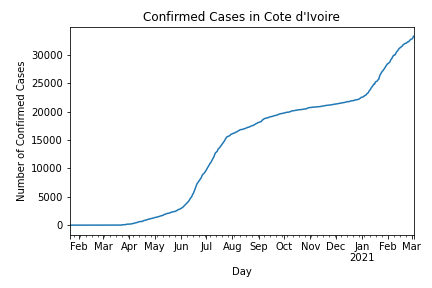 Confirmed Cases in Cote d'Ivoire
Number of Confirmed Cases
30000
25000
20000
15000
10000
5000
0
Feb Mar Apr May Jun Jul Aug Sep Oct Nov Dec Jan Feb Mar
2021
Day